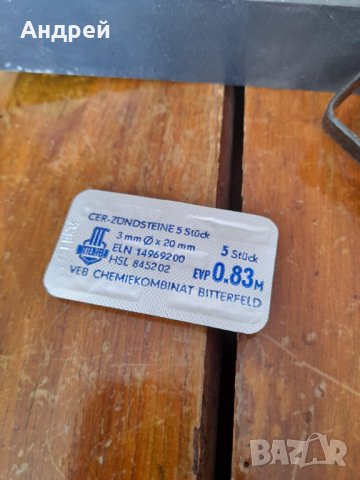 Андрей
CER-ZÜNDSTEINE 5 Stück
3 mm Ø x 20 mm
ELN 14969200
HSL 845202
5 Stück
EVP 0.83 M
VEB CHEMIEKOMBINAT BITTERFELD
BAZAR